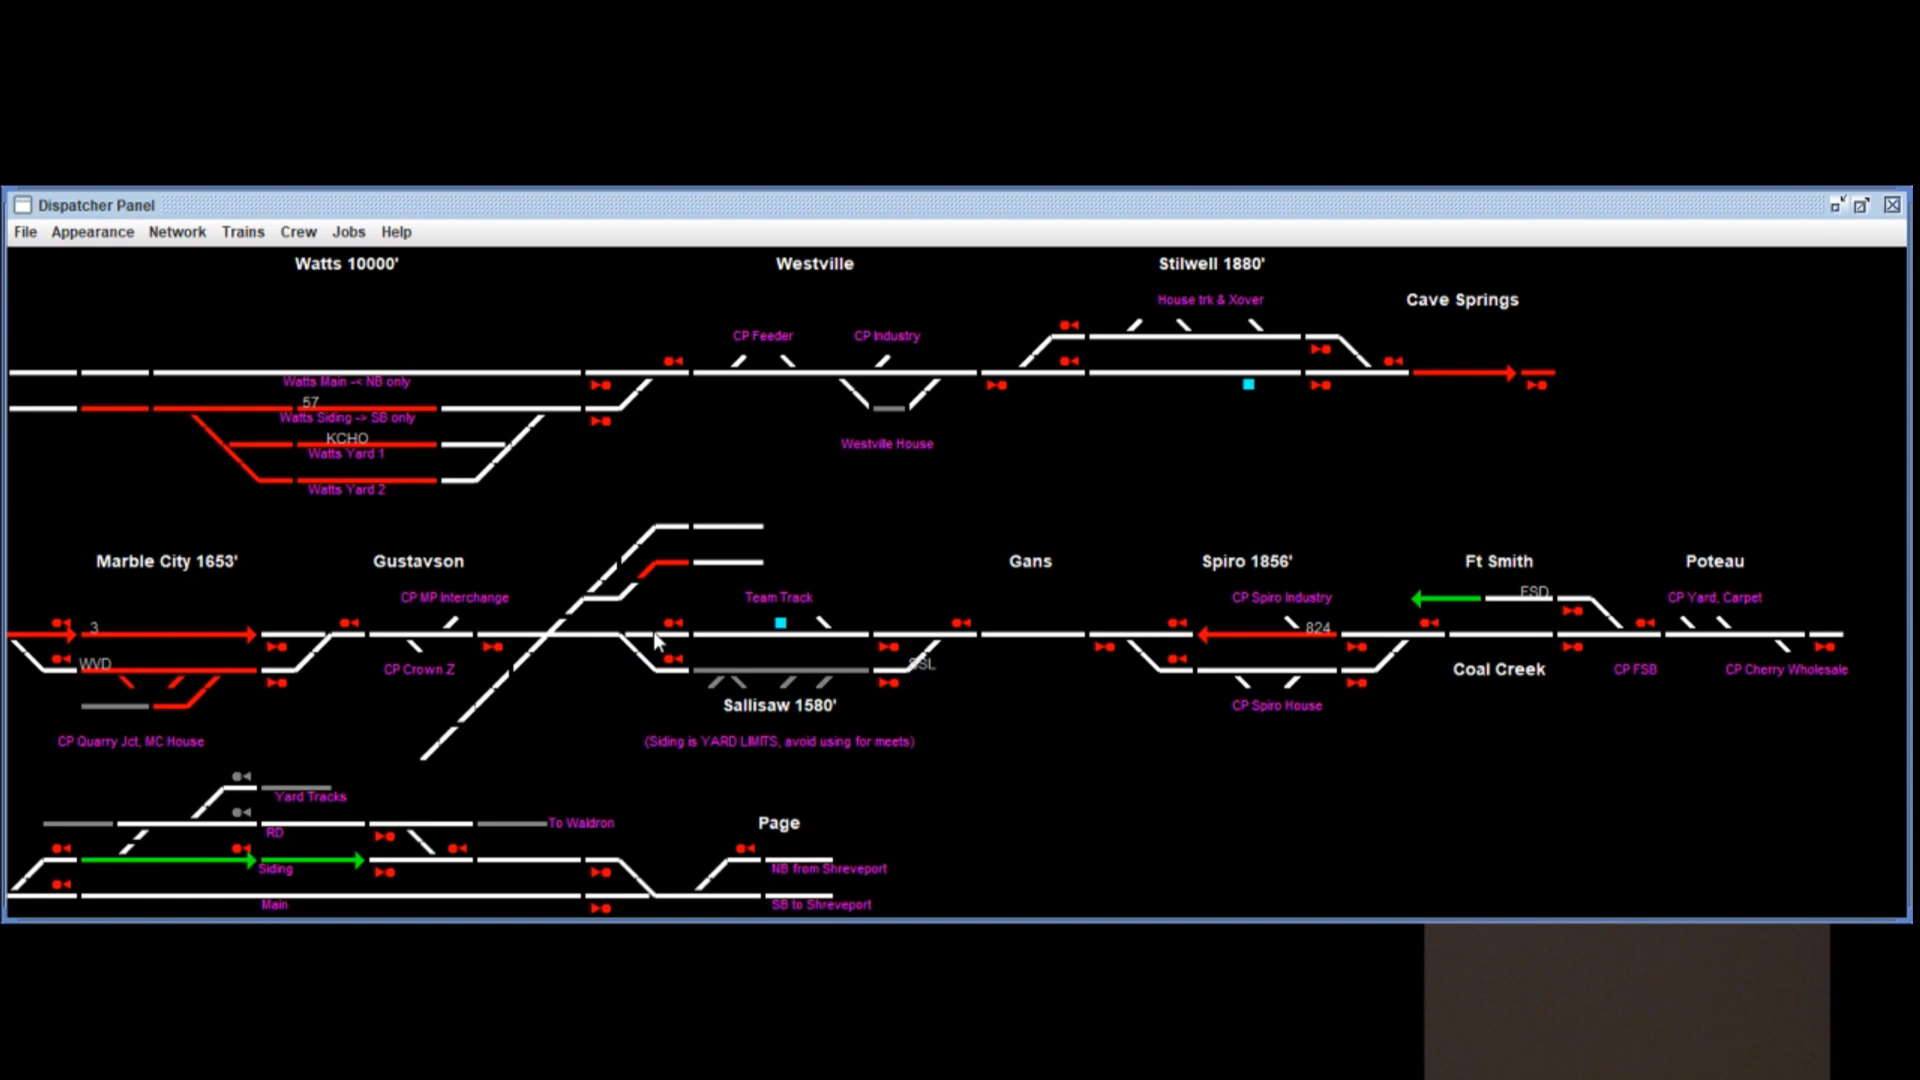 Dispatcher Panel
File Appearance Network Trains Crew Jobs Help
Watts 10000' Westville Stilwell 1880'
House trk & Xover Cave Springs
CP Feeder CP Industry
Watts Main -< NB only
57
Watts Siding -> SB only
KCHO Westville House
Watts Yard 1
Watts Yard 2
Marble City 1653' Gustavson Gans Spiro 1856' Ft Smith Poteau
CP MP Interchange Team Track CP Spiro Industry FSD CP Yard, Carpet
3 824
WVD CP Crown Z SSL Coal Creek CP FSB CP Cherry Wholesale
Sallisaw 1580' CP Spiro House
CP Quarry Jct, MC House (Siding is YARD LIMITS, avoid using for meets)
Yard Tracks
To Waldron Page
RD
Siding NB from Shreveport
Main SB to Shreveport